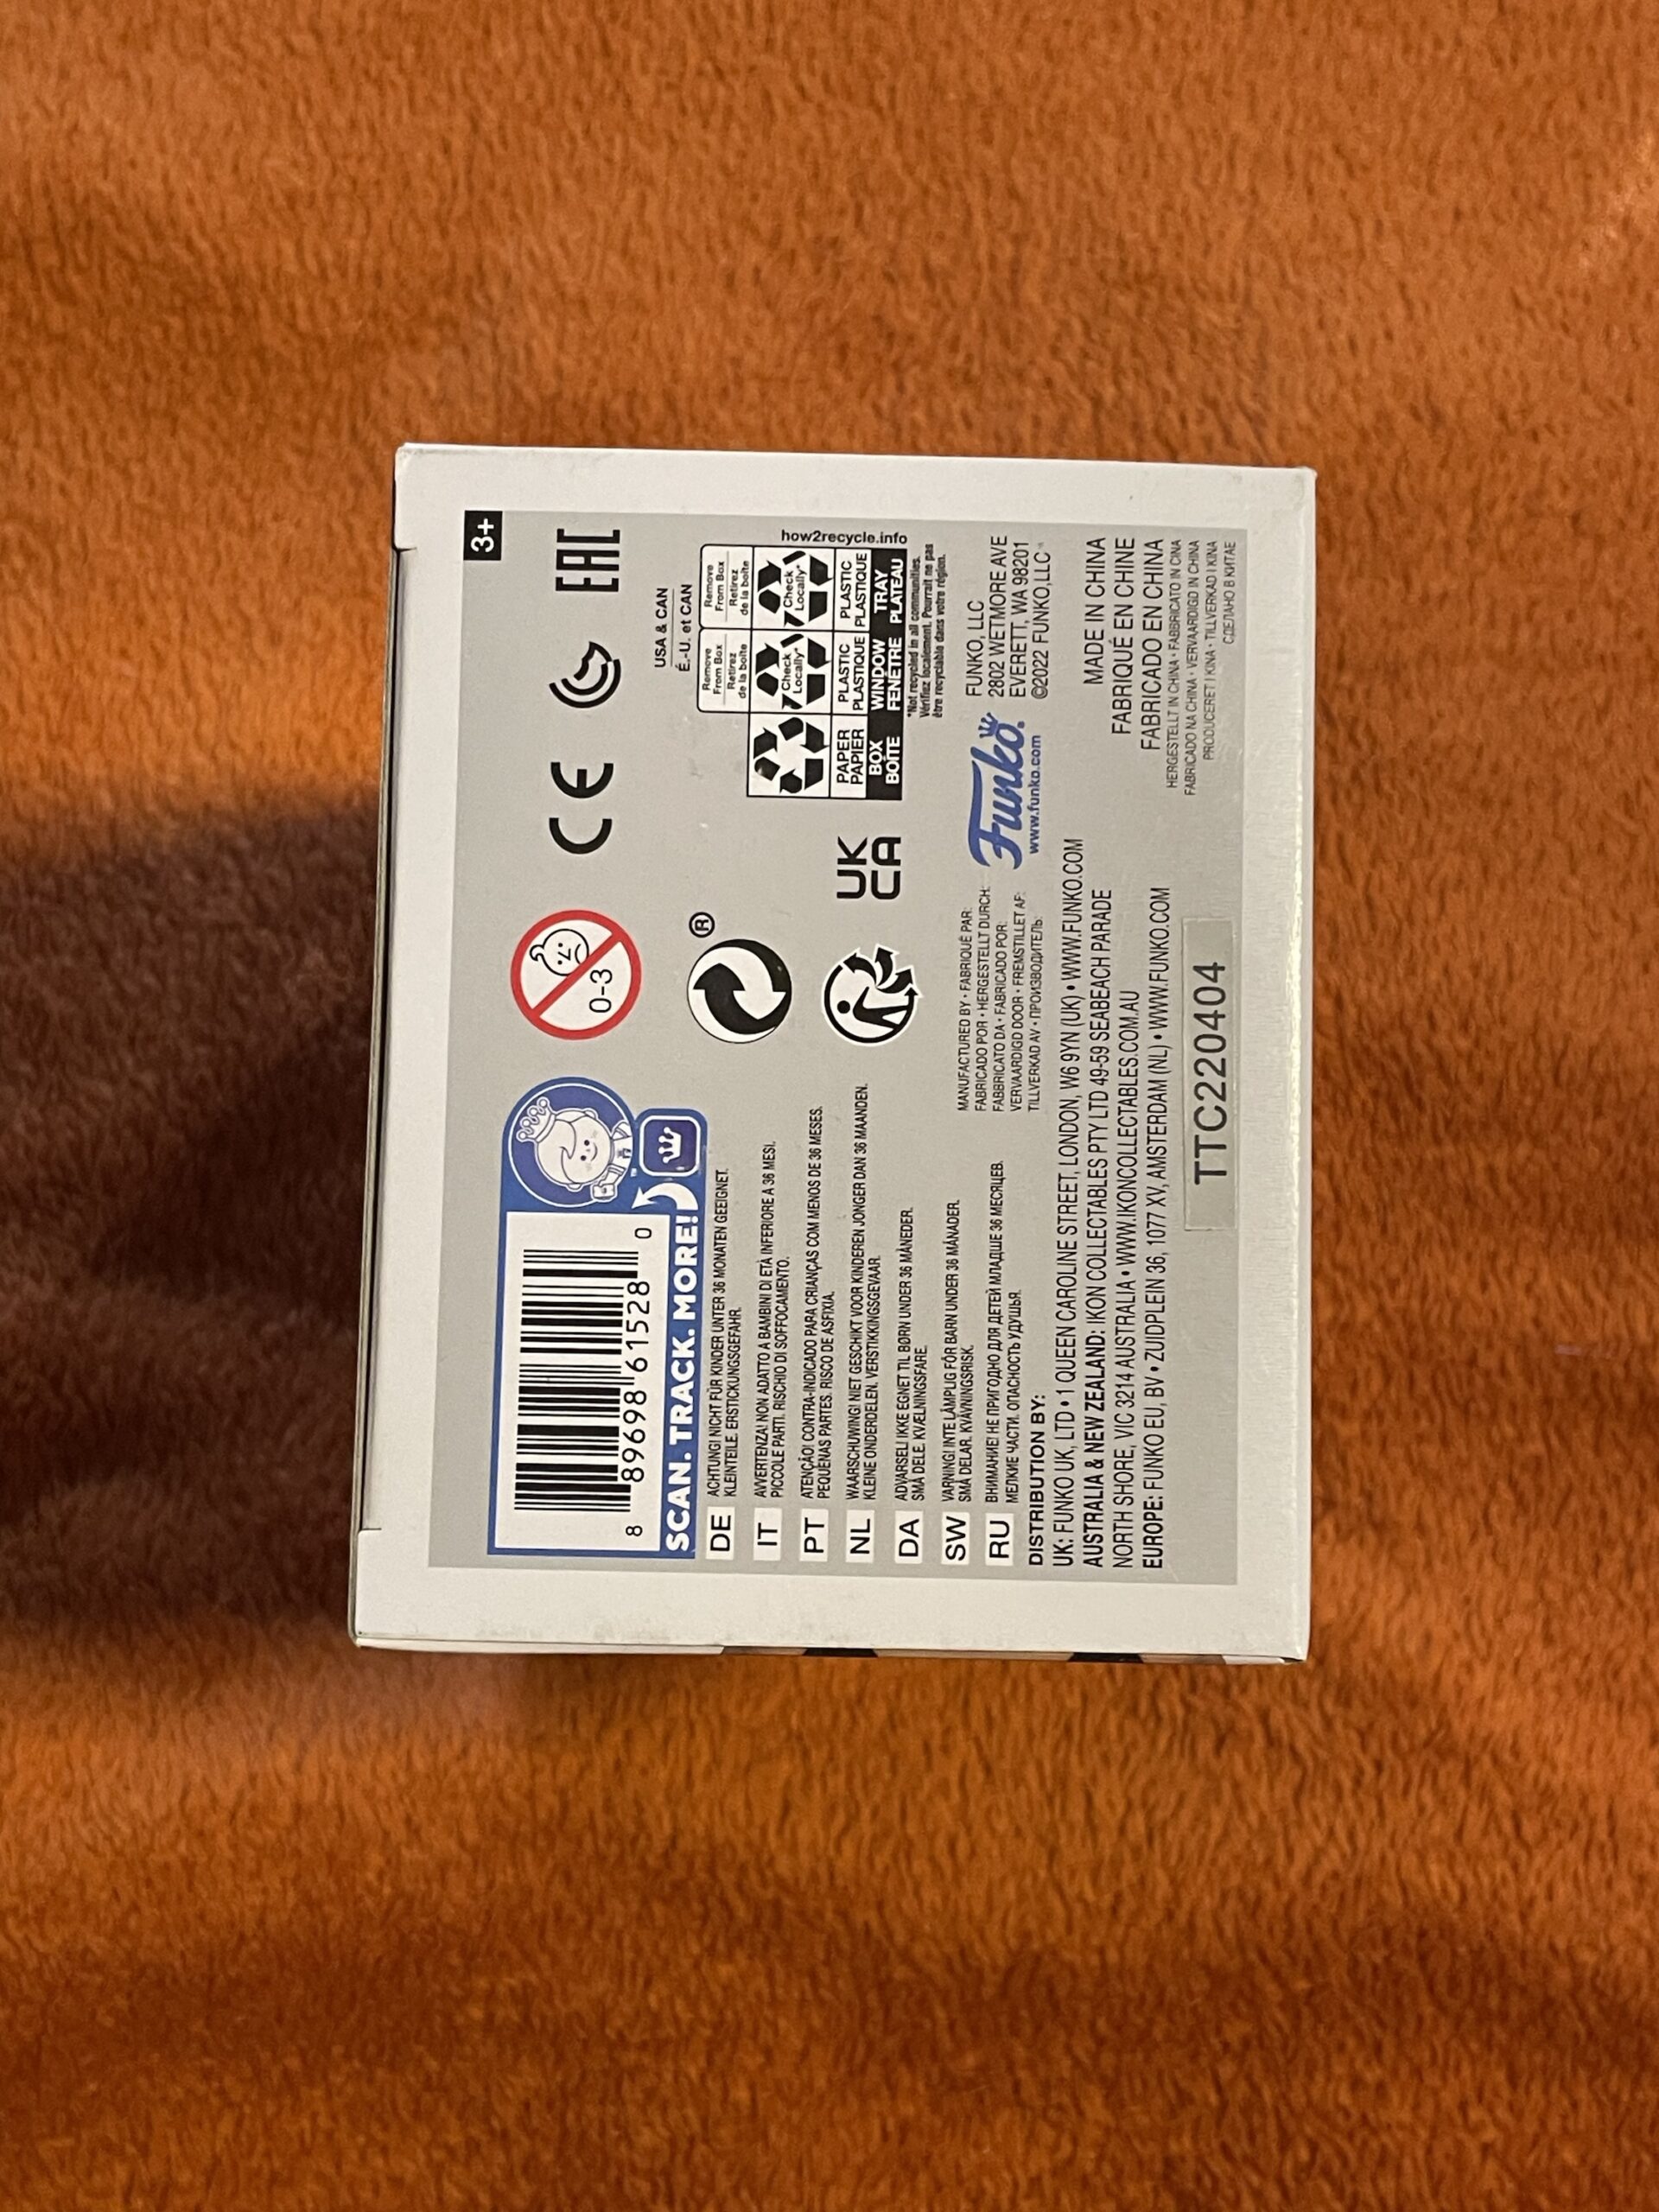 3+
8 89698 61528 0
SCAN. TRACK. MORE!
™
0-3
CE
EAC
®
UK
CA
USA & CAN
É.-U. et CAN
Remove
From Box
Retirez
de la boîte
Remove
From Box
Retirez
de la boîte
Check
Locally*
Check
Locally*
PAPER
PAPIER
PLASTIC
PLASTIQUE
PLASTIC
PLASTIQUE
BOX
BOÎTE
WINDOW
FENÊTRE
TRAY
PLATEAU
how2recycle.info
*Not recycled in all communities.
Vérifiez localement. Pourrait ne pas
être recyclable dans votre région.
DE ACHTUNG! NICHT FÜR KINDER UNTER 36 MONATEN GEEIGNET.
KLEINTEILE. ERSTICKUNGSGEFAHR.
IT AVVERTENZA! NON ADATTO A BAMBINI DI ETÀ INFERIORE A 36 MESI.
PICCOLE PARTI. RISCHIO DI SOFFOCAMENTO.
PT ATENÇÃO! CONTRA-INDICADO PARA CRIANÇAS COM MENOS DE 36 MESES.
PEQUENAS PARTES. RISCO DE ASFIXIA.
NL WAARSCHUWING! NIET GESCHIKT VOOR KINDEREN JONGER DAN 36 MAANDEN.
KLEINE ONDERDELEN. VERSTIKKINGSGEVAAR.
DA ADVARSEL! IKKE EGNET TIL BØRN UNDER 36 MÅNEDER.
SMÅ DELE. KVÆLNINGSFARE.
SW VARNING! INTE LÄMPLIG FÖR BARN UNDER 36 MÅNADER.
SMÅ DELAR. KVÄVNINGSRISK.
RU ВНИМАНИЕ! НЕ ПРИГОДНО ДЛЯ ДЕТЕЙ МЛАДШЕ 36 МЕСЯЦЕВ.
МЕЛКИЕ ЧАСТИ. ОПАСНОСТЬ УДУШЬЯ.
MANUFACTURED BY • FABRIQUÉ PAR:
FABRICADO POR • HERGESTELLT DURCH:
FABBRICATO DA • FABRICADO POR:
VERVAARDIGD DOOR • FREMSTILLET AF:
TILLVERKAD AV • ПРОИЗВОДИТЕЛЬ:
Funko®
www.funko.com
FUNKO, LLC
2802 WETMORE AVE
EVERETT, WA 98201
©2022 FUNKO, LLC
DISTRIBUTION BY:
UK: FUNKO UK, LTD • 1 QUEEN CAROLINE STREET, LONDON, W6 9YN (UK) • WWW.FUNKO.COM
AUSTRALIA & NEW ZEALAND: IKON COLLECTABLES PTY LTD 49-59 SEABEACH PARADE
NORTH SHORE, VIC 3214 AUSTRALIA • WWW.IKONCOLLECTABLES.COM.AU
EUROPE: FUNKO EU, BV • ZUIDPLEIN 36, 1077 XV, AMSTERDAM (NL) • WWW.FUNKO.COM
MADE IN CHINA
FABRIQUÉ EN CHINE
FABRICADO EN CHINA
HERGESTELLT IN CHINA • FABBRICATO IN CINA
FABRICADO NA CHINA • VERVAARDIGD IN CHINA
PRODUCERET I KINA • TILLVERKAD I KINA
СДЕЛАНО В КИТАЕ
TTC220404